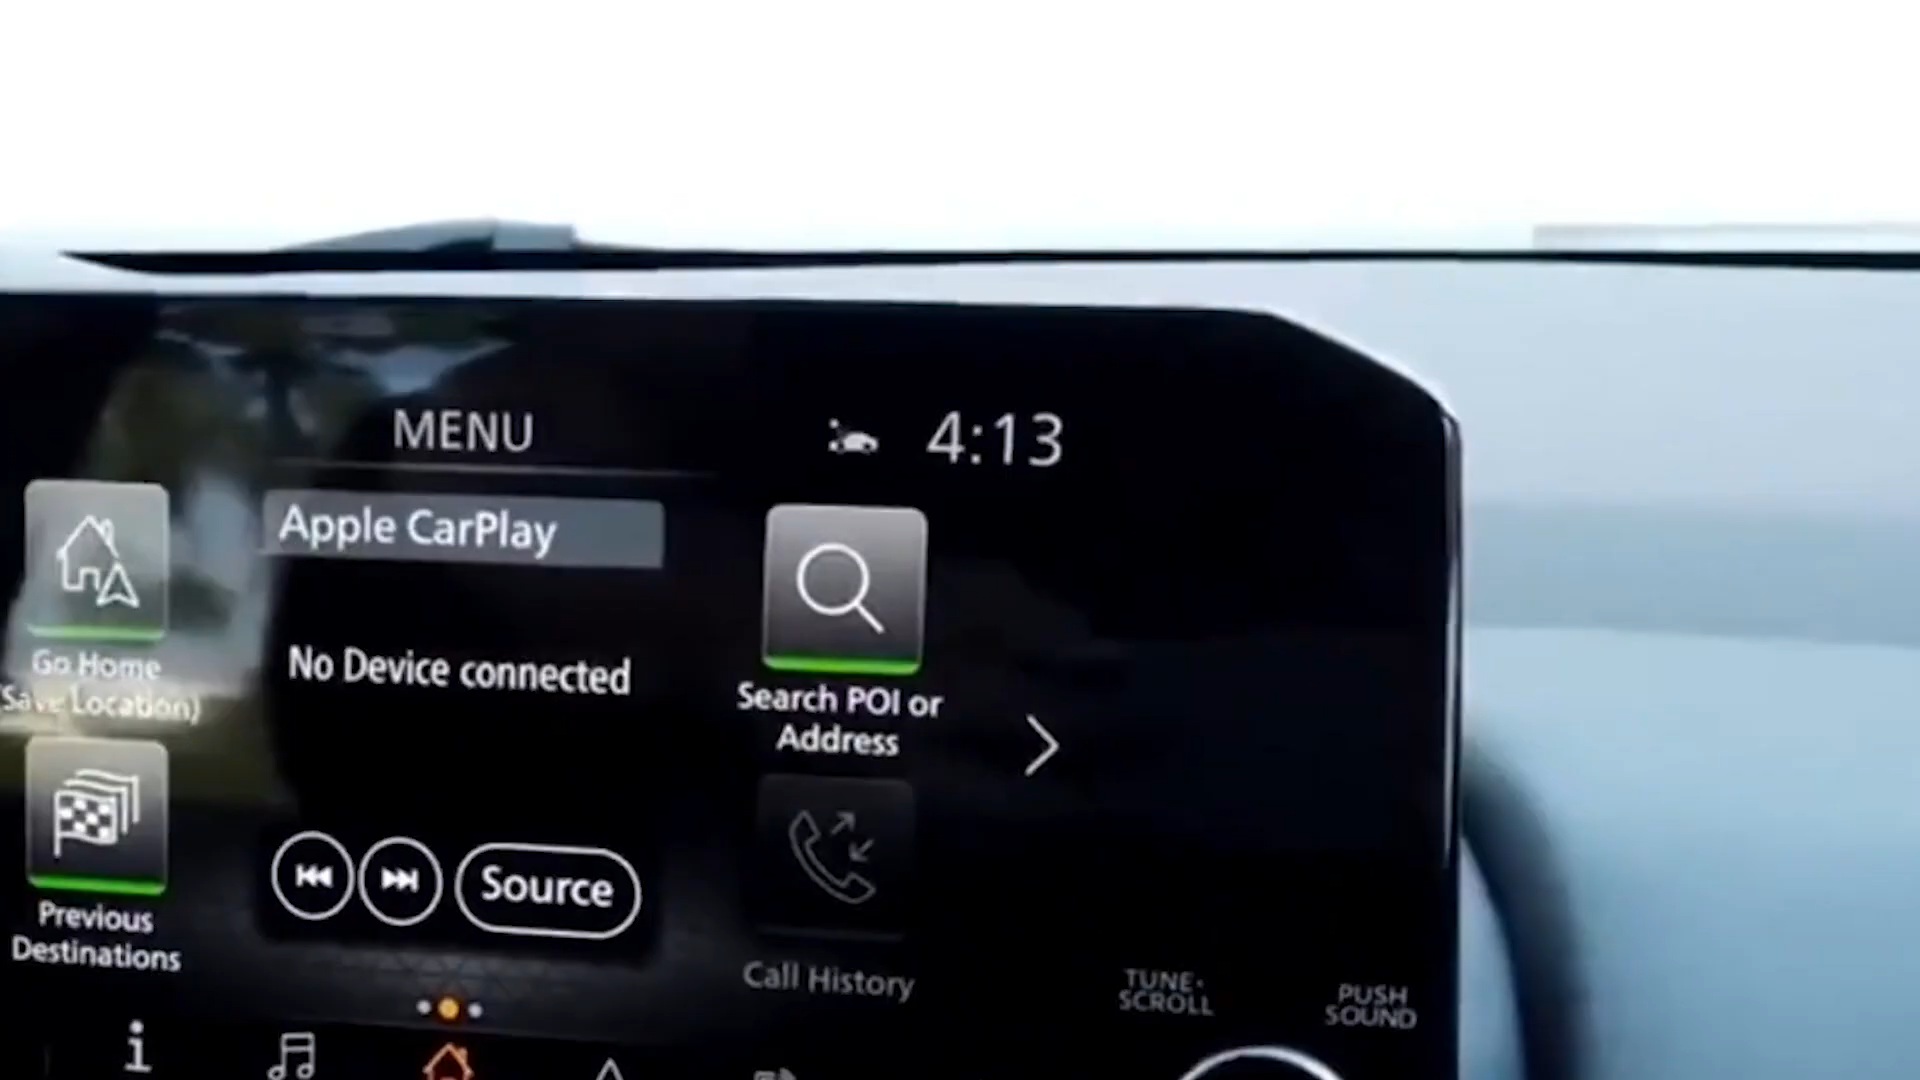 MENU
4:13
Apple CarPlay
Go Home
(Save Location)
No Device connected
Search POI or
Address
Source
Previous
Destinations
Call History
TUNE·
SCROLL
PUSH
SOUND